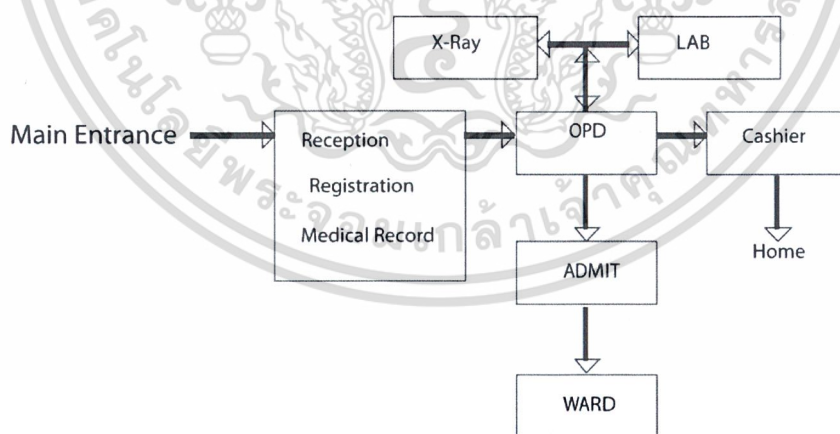 X-Ray
LAB
Main Entrance
Reception
Registration
Medical Record
OPD
Cashier
Home
ADMIT
WARD